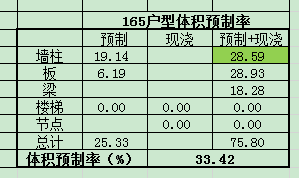 165户型体积预制率
预制 现浇 预制+现浇
墙柱 19.14 28.59
板 6.19 28.93
梁 18.28
楼梯 0.00 0.00 0.00
节点 0.00 0.00
总计 25.33 75.80
体积预制率（%） 33.42